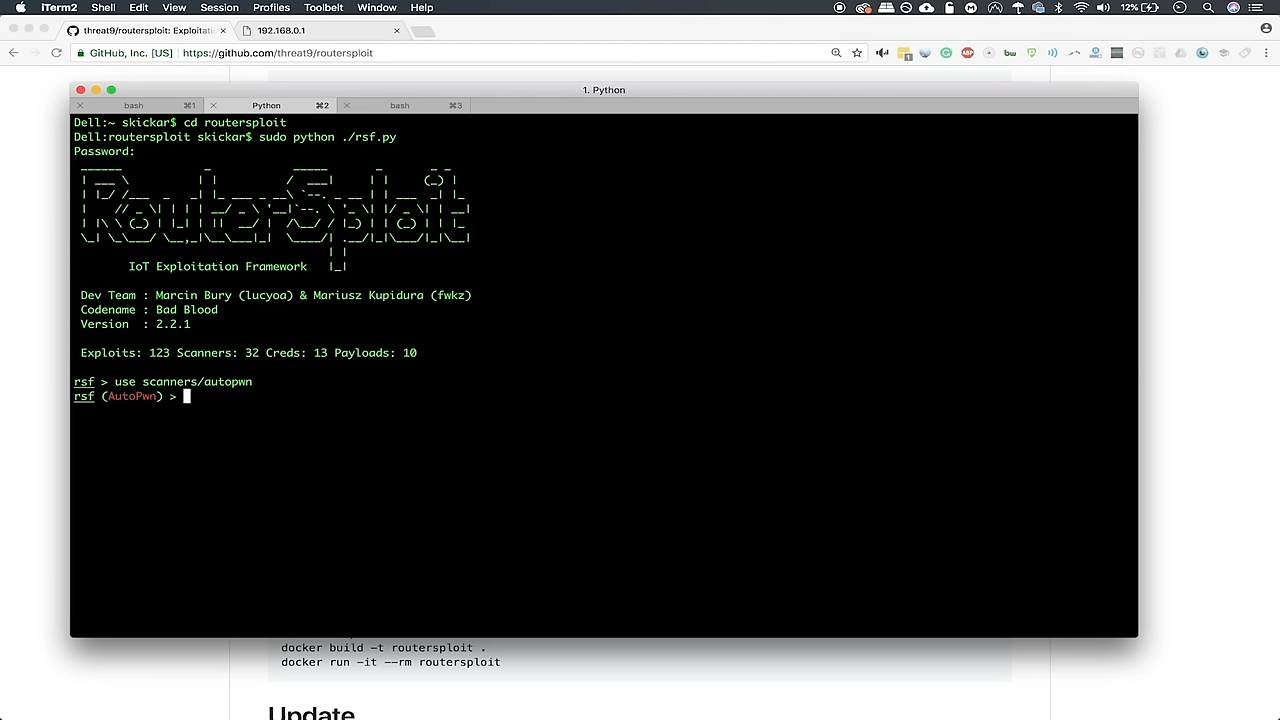 iTerm2 Shell Edit View Session Profiles Toolbelt Window Help 12%
threat9/routersploit: Exploitati 192.168.0.1
GitHub, Inc. [US] https://github.com/threat9/routersploit
1. Python
bash ⌘1 Python ⌘2 bash ⌘3
Dell:~ skickar$ cd routersploit
Dell:routersploit skickar$ sudo python ./rsf.py
Password:
RouterSploit
IoT Exploitation Framework
Dev Team : Marcin Bury (lucyoa) & Mariusz Kupidura (fwkz)
Codename : Bad Blood
Version : 2.2.1
Exploits: 123 Scanners: 32 Creds: 13 Payloads: 10
rsf > use scanners/autopwn
rsf (AutoPwn) >
docker build -t routersploit .
docker run -it --rm routersploit
Update